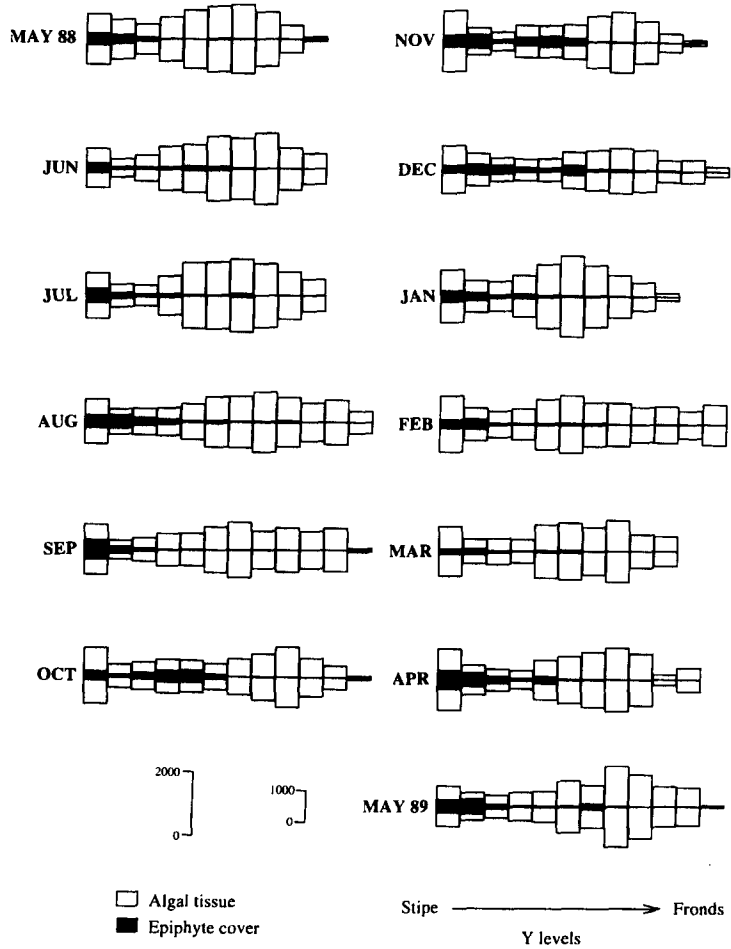 MAY 88
NOV
JUN
DEC
JUL
JAN
AUG
FEB
SEP
MAR
OCT
APR
2000
0
1000
0
MAY 89
Algal tissue
Epiphyte cover
Stipe
Fronds
Y levels